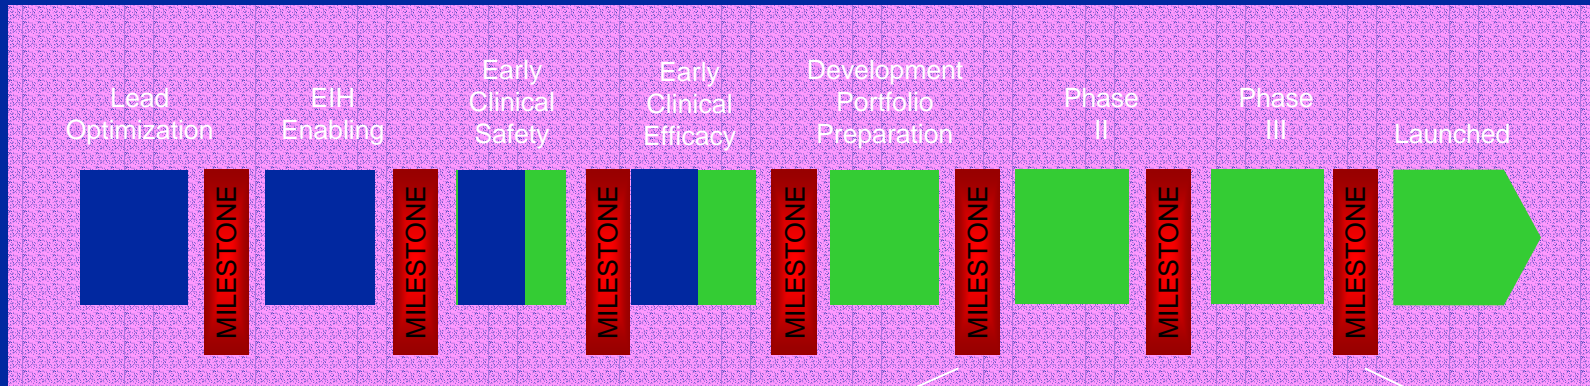 Lead
Optimization
EIH
Enabling
Early
Clinical
Safety
Early
Clinical
Efficacy
Development
Portfolio
Preparation
Phase
II
Phase
III
Launched
MILESTONE
MILESTONE
MILESTONE
MILESTONE
MILESTONE
MILESTONE
MILESTONE